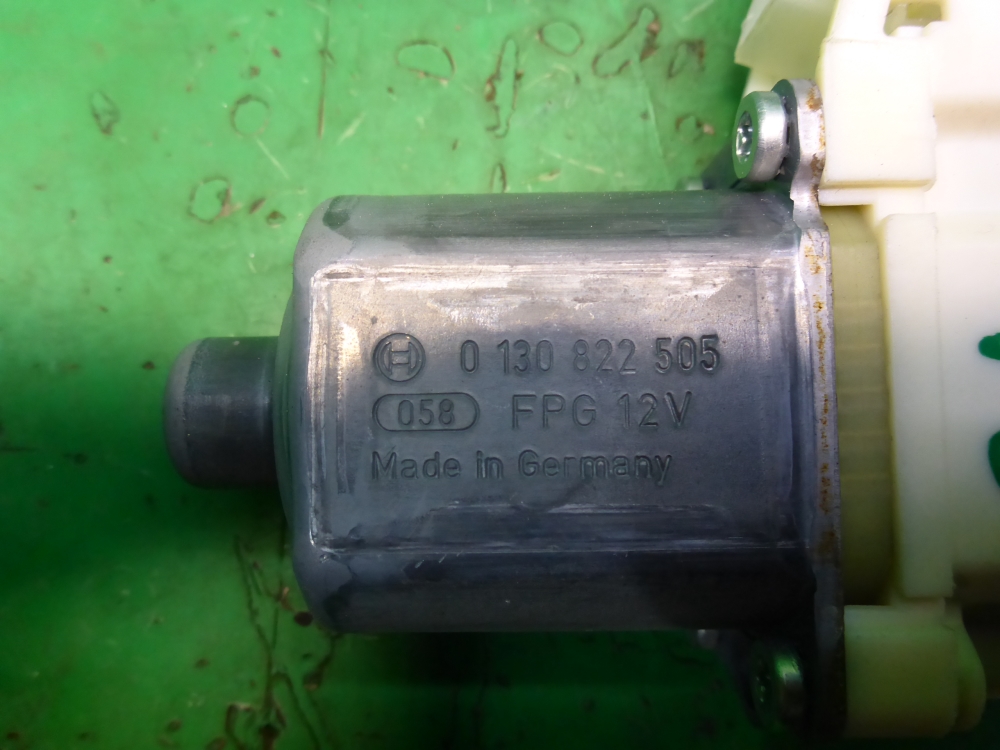 0 130 822 505
058 FPG 12V
Made in Germany